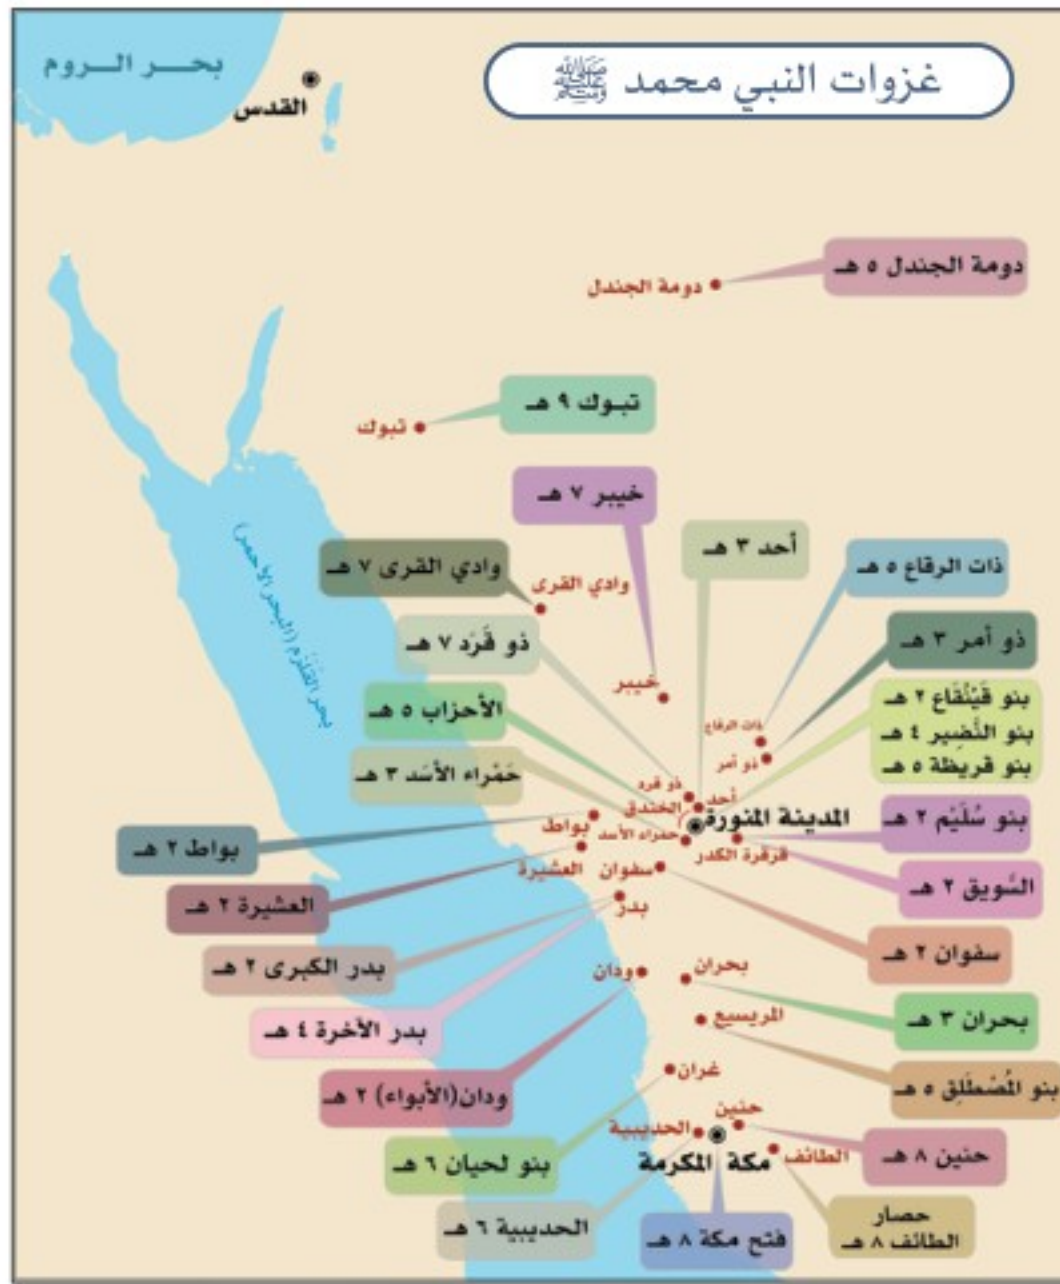 غزوات النبي محمد ﷺ
بحر الروم
القدس
دومة الجندل ٥ هـ
دومة الجندل
تبوك ٩ هـ
تبوك
خيبر ٧ هـ
أحد ٣ هـ
ذات الرقاع ٥ هـ
وادي القرى ٧ هـ
وادي القرى
ذو قَرَد ٧ هـ
ذو أمر ٣ هـ
بحر القُلْزُم (البحر الأحمر)
خيبر
الأحزاب ٥ هـ
بنو قَيْنُقَاع ٢ هـ
بنو النَّضِير ٤ هـ
بنو قريظة ٥ هـ
ذات الرقاع
ذو أمر
حَمْراء الأسَد ٣ هـ
ذو قرد
أحد
الخندق
المدينة المنورة
بنو سُلَيْم ٢ هـ
بواط
حمراء الأسد
قرقرة الكدر
بواط ٢ هـ
العشيرة
سفوان
السَّويق ٢ هـ
العشيرة ٢ هـ
بدر
سفوان ٢ هـ
بدر الكبرى ٢ هـ
ودان
بحران
بحران ٣ هـ
بدر الآخرة ٤ هـ
المريسيع
ودان(الأبواء) ٢ هـ
غران
بنو المُصْطَلِق ٥ هـ
حنين
الحديبية
حنين ٨ هـ
الطائف
مكة المكرمة
بنو لحيان ٦ هـ
الحديبية ٦ هـ
فتح مكة ٨ هـ
حصار
الطائف ٨ هـ